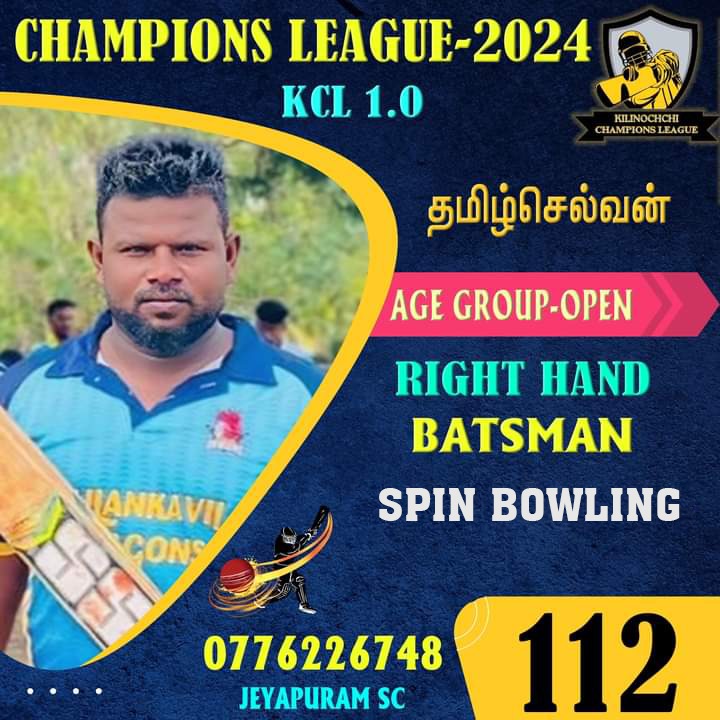 CHAMPIONS LEAGUE-2024
KCL 1.0
KILINOCHCHI
CHAMPIONS LEAGUE
தமிழ்செல்வன்
AGE GROUP-OPEN
RIGHT HAND
BATSMAN
SPIN BOWLING
0776226748
JEYAPURAM SC
112